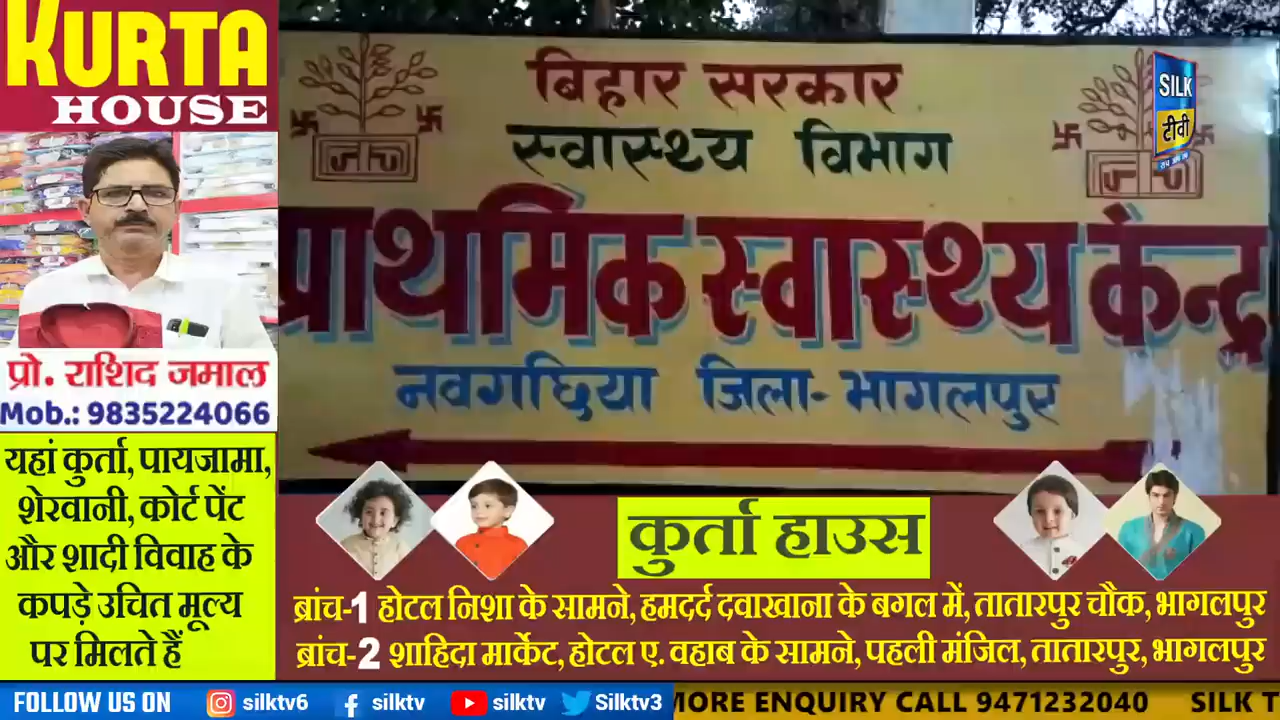 KURTA
HOUSE
प्रो. राशिद जमाल
Mob.: 9835224066
यहां कुर्ता, पायजामा,
शेरवानी, कोर्ट पेंट
और शादी विवाह के
कपड़े उचित मूल्य
पर मिलते हैं
बिहार सरकार
स्वास्थ्य विभाग
प्राथमिक स्वास्थ्य केन्द्र
नवगछिया जिला- भागलपुर
SILK
टीवी
कुर्ता हाउस
ब्रांच-1 होटल निशा के सामने, हमदर्द दवाखाना के बगल में, तातारपुर चौक, भागलपुर
ब्रांच-2 शाहिदा मार्केट, होटल ए. वहाब के सामने, पहली मंजिल, तातारपुर, भागलपुर
FOLLOW US ON silktv6 silktv silktv Silktv3 MORE ENQUIRY CALL 9471232040 SILK T